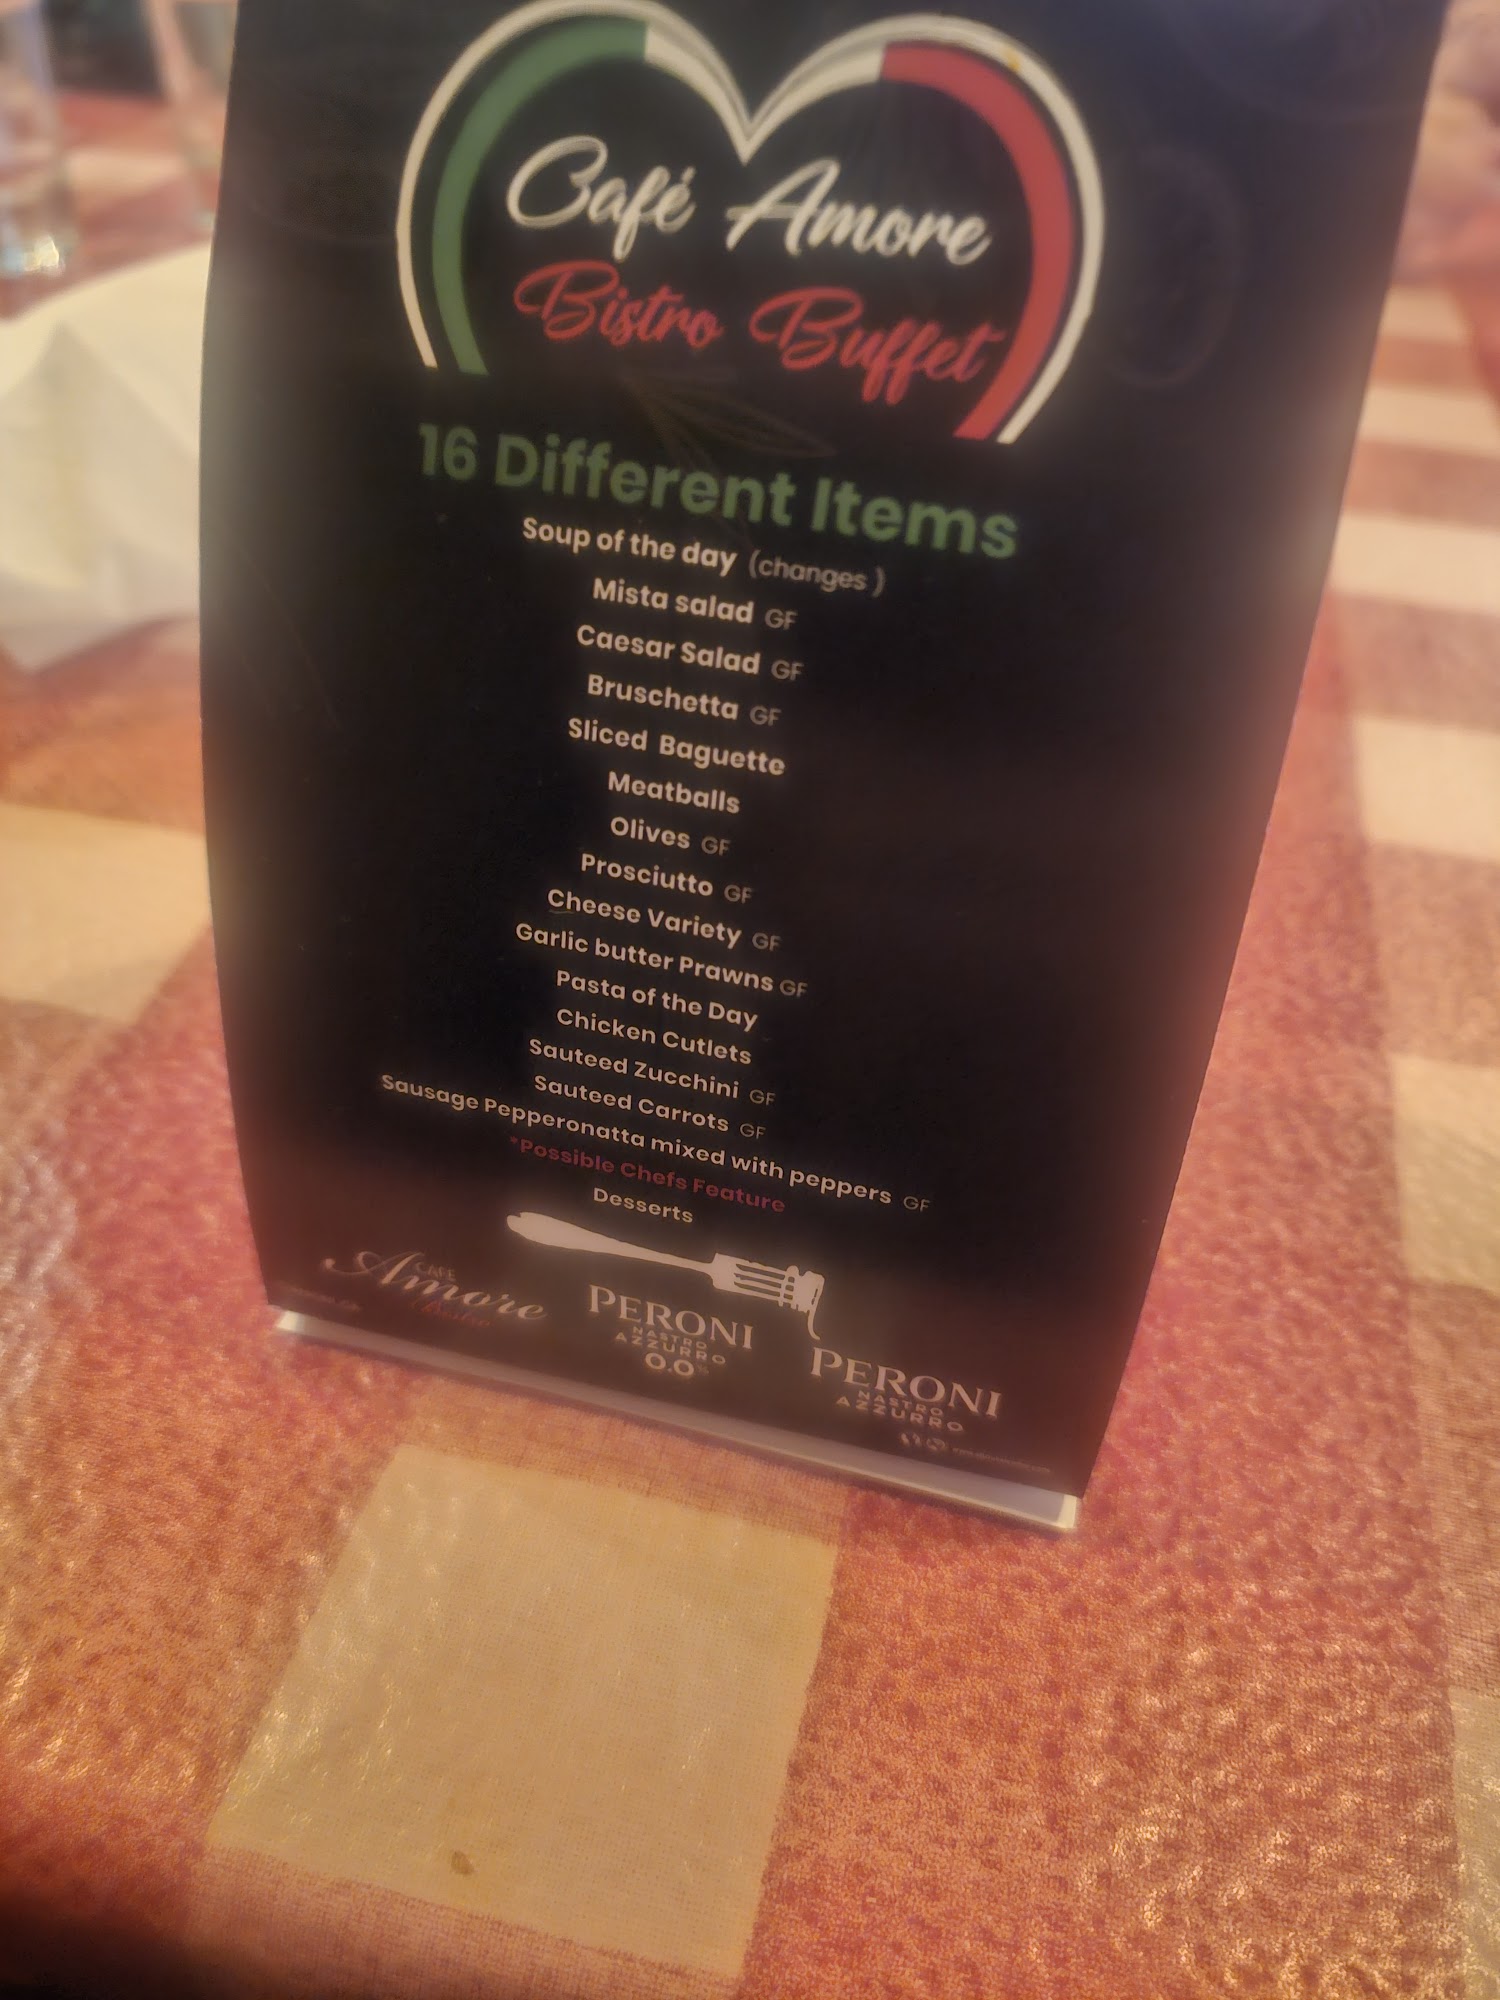 Café Amore
Bistro Buffet
16 Different Items
Soup of the day (changes )
Mista salad GF
Caesar Salad GF
Bruschetta GF
Sliced Baguette
Meatballs
Olives GF
Prosciutto GF
Cheese Variety GF
Garlic butter Prawns GF
Pasta of the Day
Chicken Cutlets
Sauteed Zucchini GF
Sauteed Carrots GF
Sausage Pepperonatta mixed with peppers GF
*Possible Chefs Feature
Desserts
CAFE
Amore
Bistro
PERONI
NASTRO
AZZURRO
0.0%
PERONI
NASTRO
AZZURRO